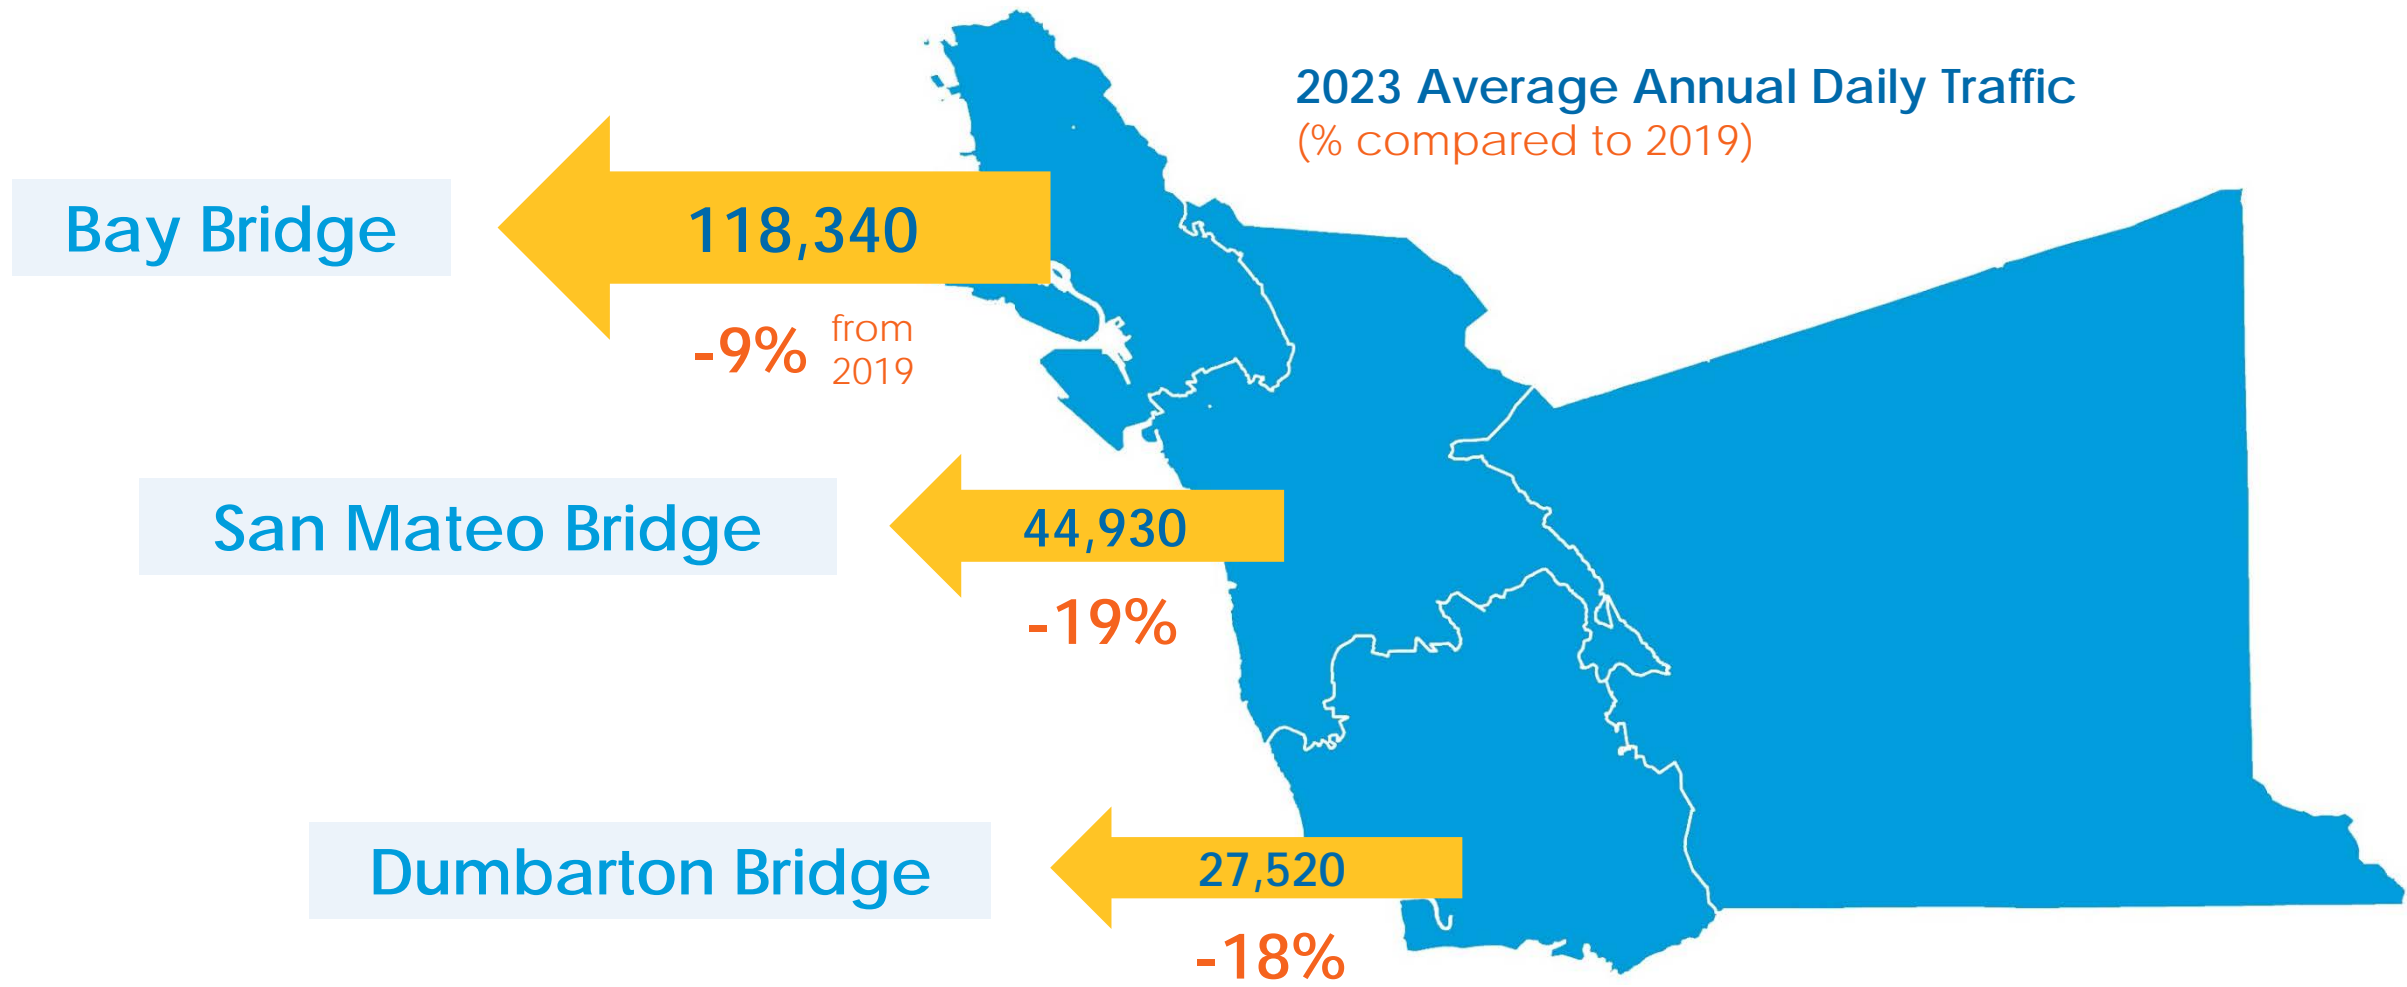 2023 Average Annual Daily Traffic
(% compared to 2019)
Bay Bridge
118,340
-9% from
2019
San Mateo Bridge
44,930
-19%
Dumbarton Bridge
27,520
-18%